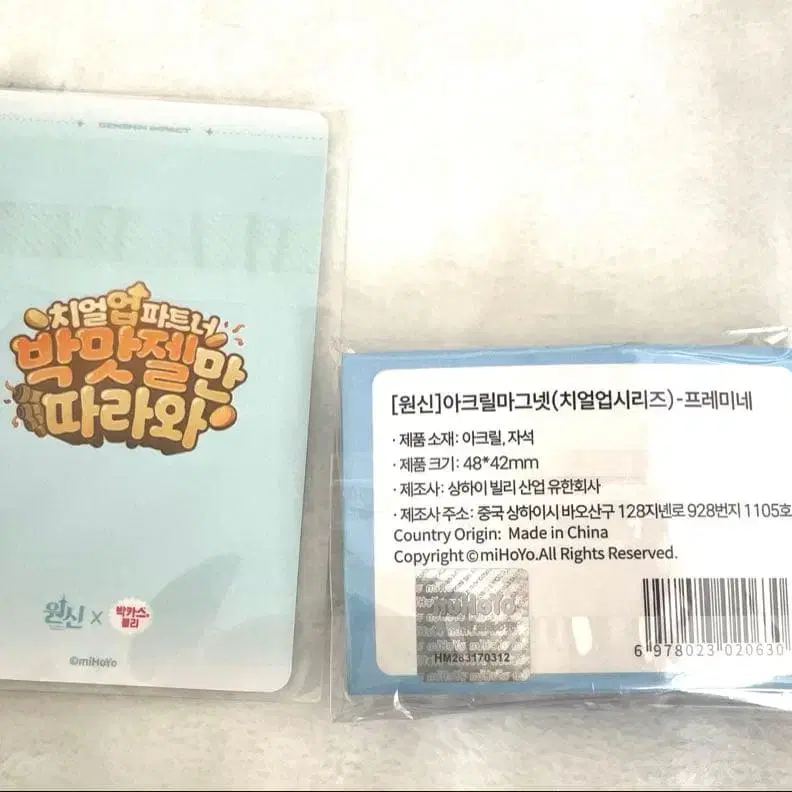 GENSHIN IMPACT
치얼업파트너
박맛젤만
따라와
원신 X 박카스.
젤리
©miHoYo
[원신]아크릴마그넷(치얼업시리즈)-프레미네
· 제품 소재: 아크릴, 자석
· 제품 크기: 48*42mm
· 제조사: 상하이 빌리 산업 유한회사
· 제조사 주소: 중국 상하이시 바오산구 128지녠로 928번지 1105호
Country Origin: Made in China
Copyright ©miHoYo.All Rights Reserved.
miHoYo
HM283170312
6 978023 020630